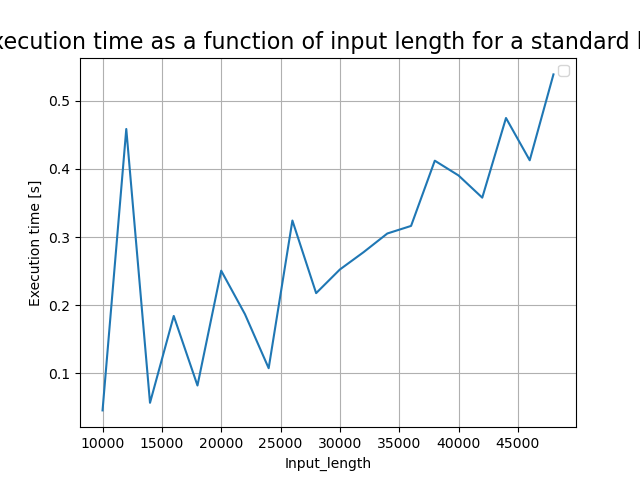 xecution time as a function of input length for a standard
0.5
0.4
0.3
0.2
0.1
Execution time [s]
10000 15000 20000 25000 30000 35000 40000 45000
Input_length